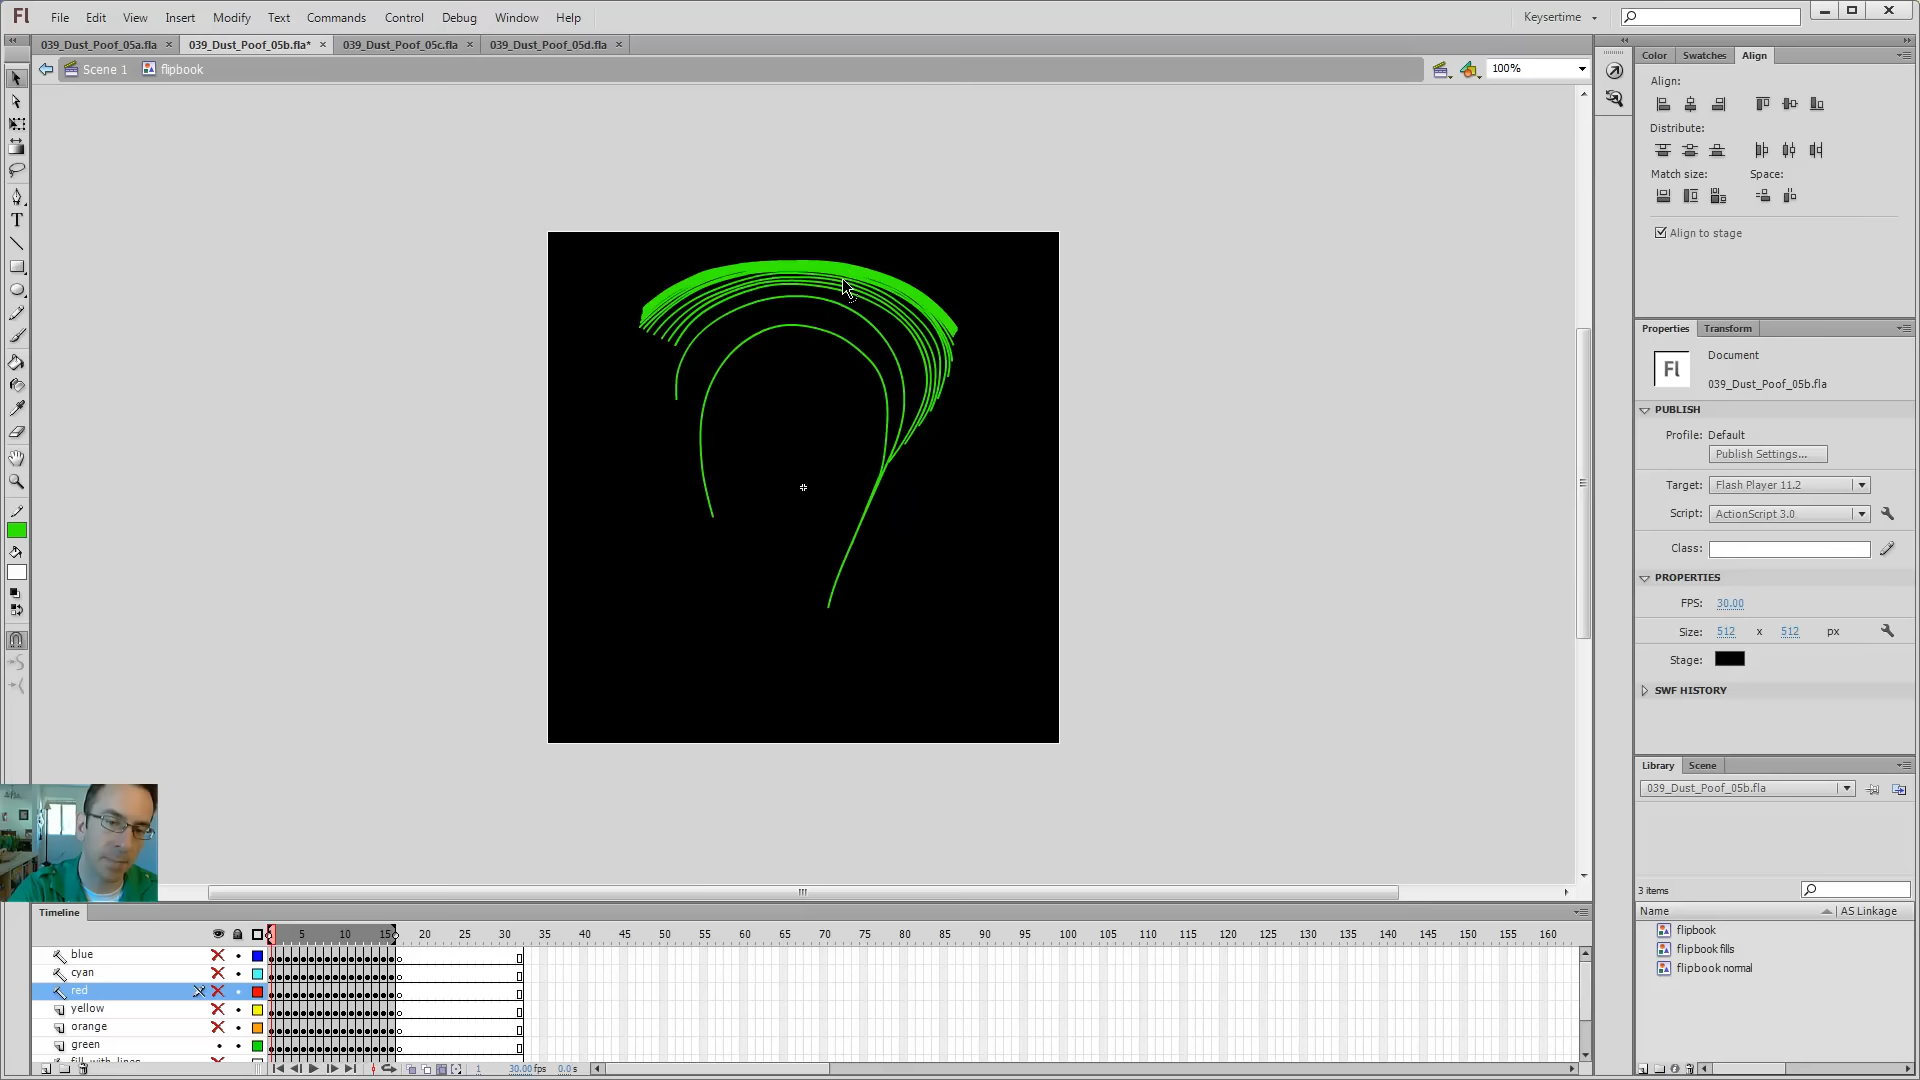 Fl File Edit View Insert Modify Text Commands Control Debug Window Help Keysertime
039_Dust_Poof_05a.fla × 039_Dust_Poof_05b.fla* × 039_Dust_Poof_05c.fla × 039_Dust_Poof_05d.fla ×
Scene 1 flipbook 100%
Color Swatches Align
Align:
Distribute:
Match size: Space:
Align to stage
Properties Transform
Fl Document
039_Dust_Poof_05b.fla
PUBLISH
Profile: Default
Publish Settings...
Target: Flash Player 11.2
Script: ActionScript 3.0
Class:
PROPERTIES
FPS: 30.00
Size: 512 x 512 px
Stage:
SWF HISTORY
Library Scene
039_Dust_Poof_05b.fla
3 items
Name AS Linkage
flipbook
flipbook fills
flipbook normal
Timeline
5 10 15 20 25 30 35 40 45 50 55 60 65 70 75 80 85 90 95 100 105 110 115 120 125 130 135 140 145 150 155 160
blue
cyan
red
yellow
orange
green
fill_with_lines
1 30.00 fps 0.0 s